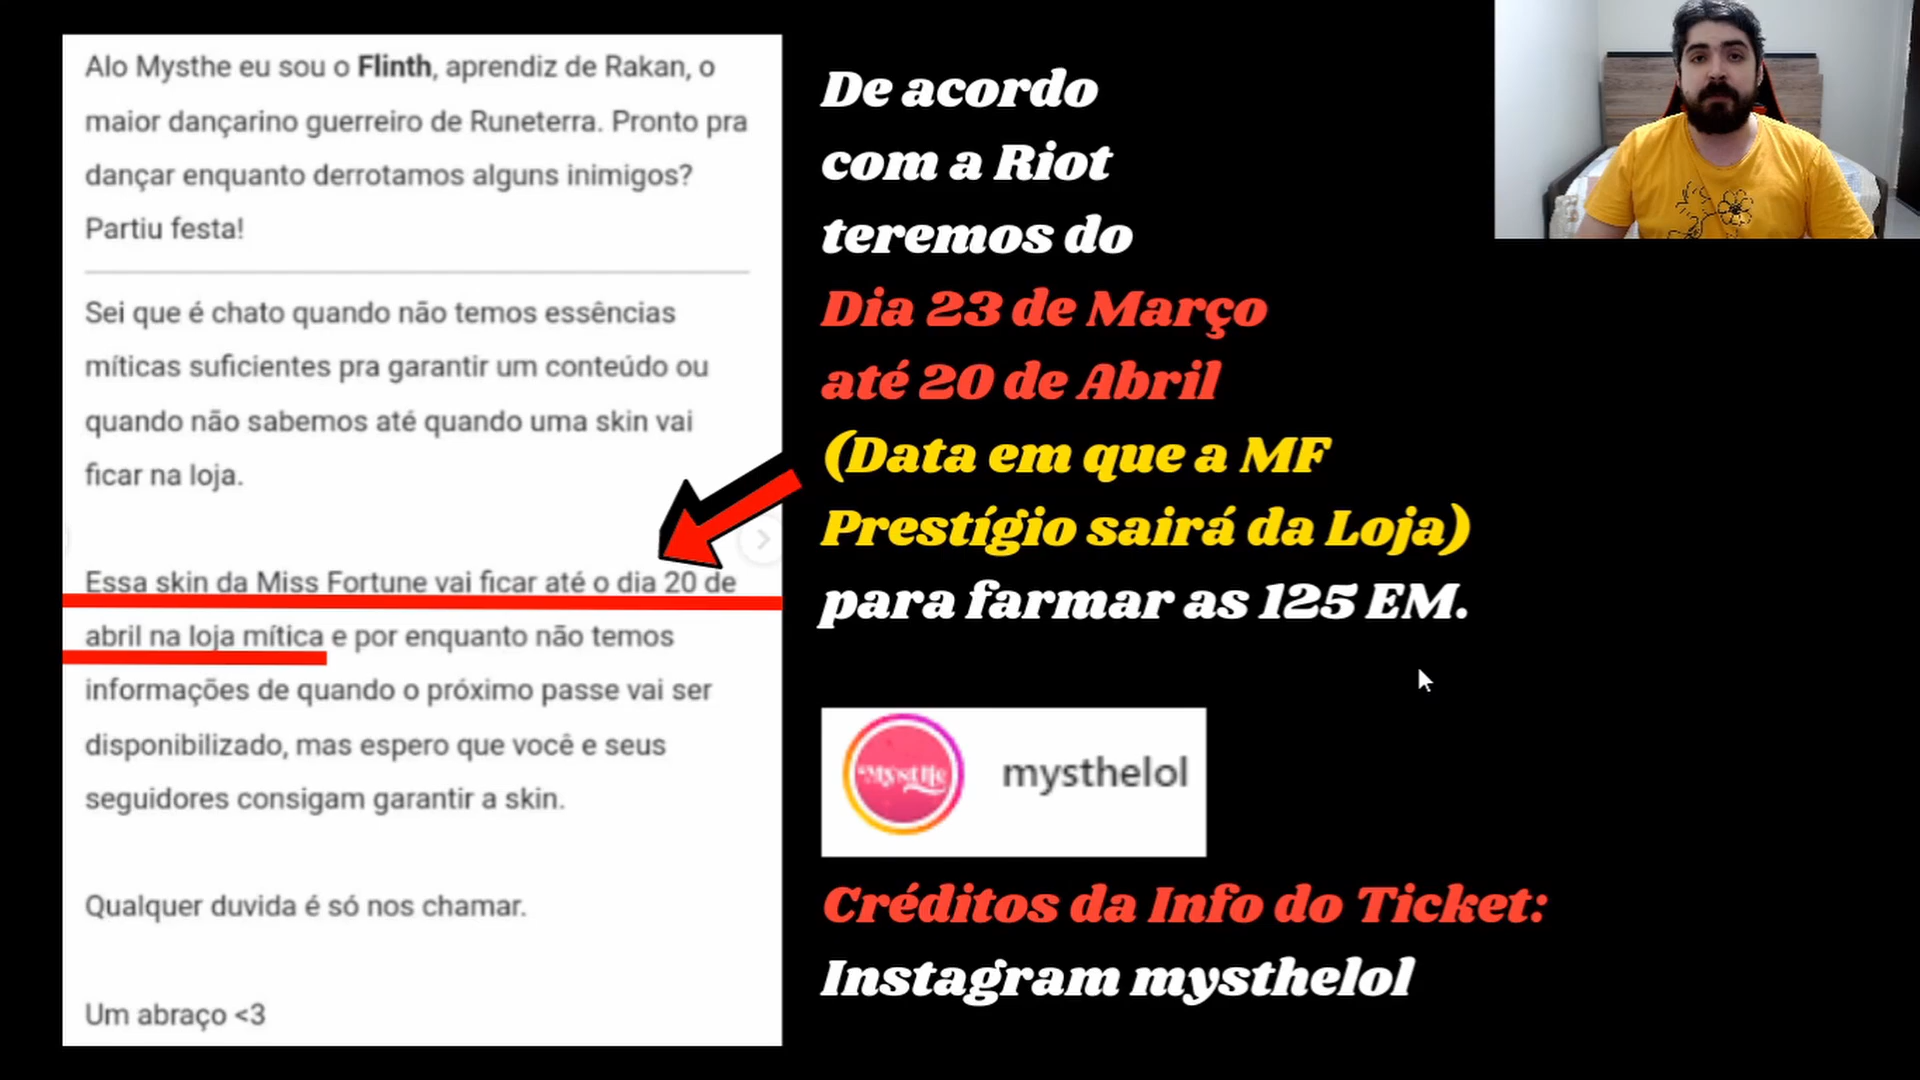 Alo Mysthe eu sou o Flinth, aprendiz de Rakan, o
maior dançarino guerreiro de Runeterra. Pronto pra
dançar enquanto derrotamos alguns inimigos?
Partiu festa!
Sei que é chato quando não temos essências
míticas suficientes pra garantir um conteúdo ou
quando não sabemos até quando uma skin vai
ficar na loja.
Essa skin da Miss Fortune vai ficar até o dia 20 de
abril na loja mítica e por enquanto não temos
informações de quando o próximo passe vai ser
disponibilizado, mas espero que você e seus
seguidores consigam garantir a skin.
Qualquer duvida é só nos chamar.
Um abraço <3
De acordo
com a Riot
teremos do
Dia 23 de Março
até 20 de Abril
(Data em que a MF
Prestígio sairá da Loja)
para farmar as 125 EM.
Mysthe
mysthelol
Créditos da Info do Ticket:
Instagram mysthelol